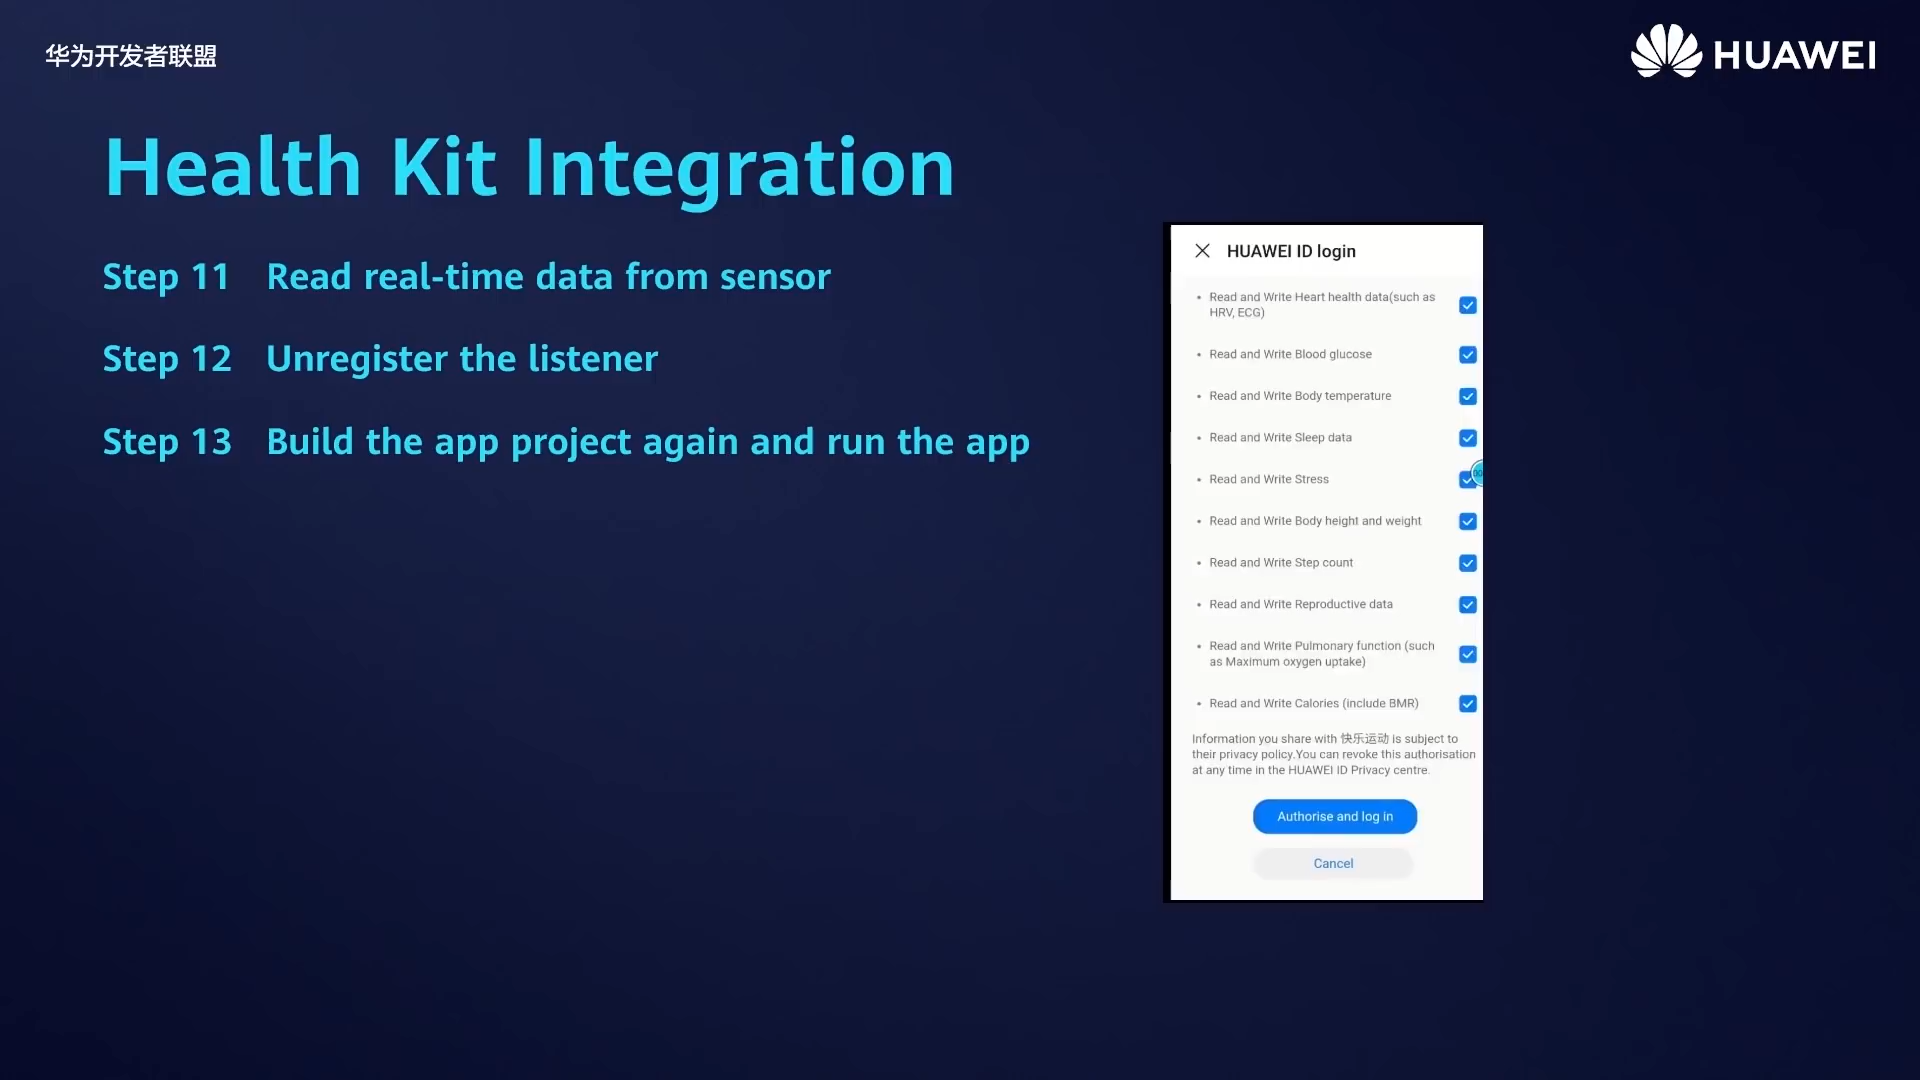 华为开发者联盟
HUAWEI
Health Kit Integration
Step 11 Read real-time data from sensor
Step 12 Unregister the listener
Step 13 Build the app project again and run the app
HUAWEI ID login
• Read and Write Heart health data(such as
HRV, ECG)
• Read and Write Blood glucose
• Read and Write Body temperature
• Read and Write Sleep data
• Read and Write Stress
• Read and Write Body height and weight
• Read and Write Step count
• Read and Write Reproductive data
• Read and Write Pulmonary function (such
as Maximum oxygen uptake)
• Read and Write Calories (include BMR)
Information you share with 快乐运动 is subject to
their privacy policy.You can revoke this authorisation
at any time in the HUAWEI ID Privacy centre.
Authorise and log in
Cancel